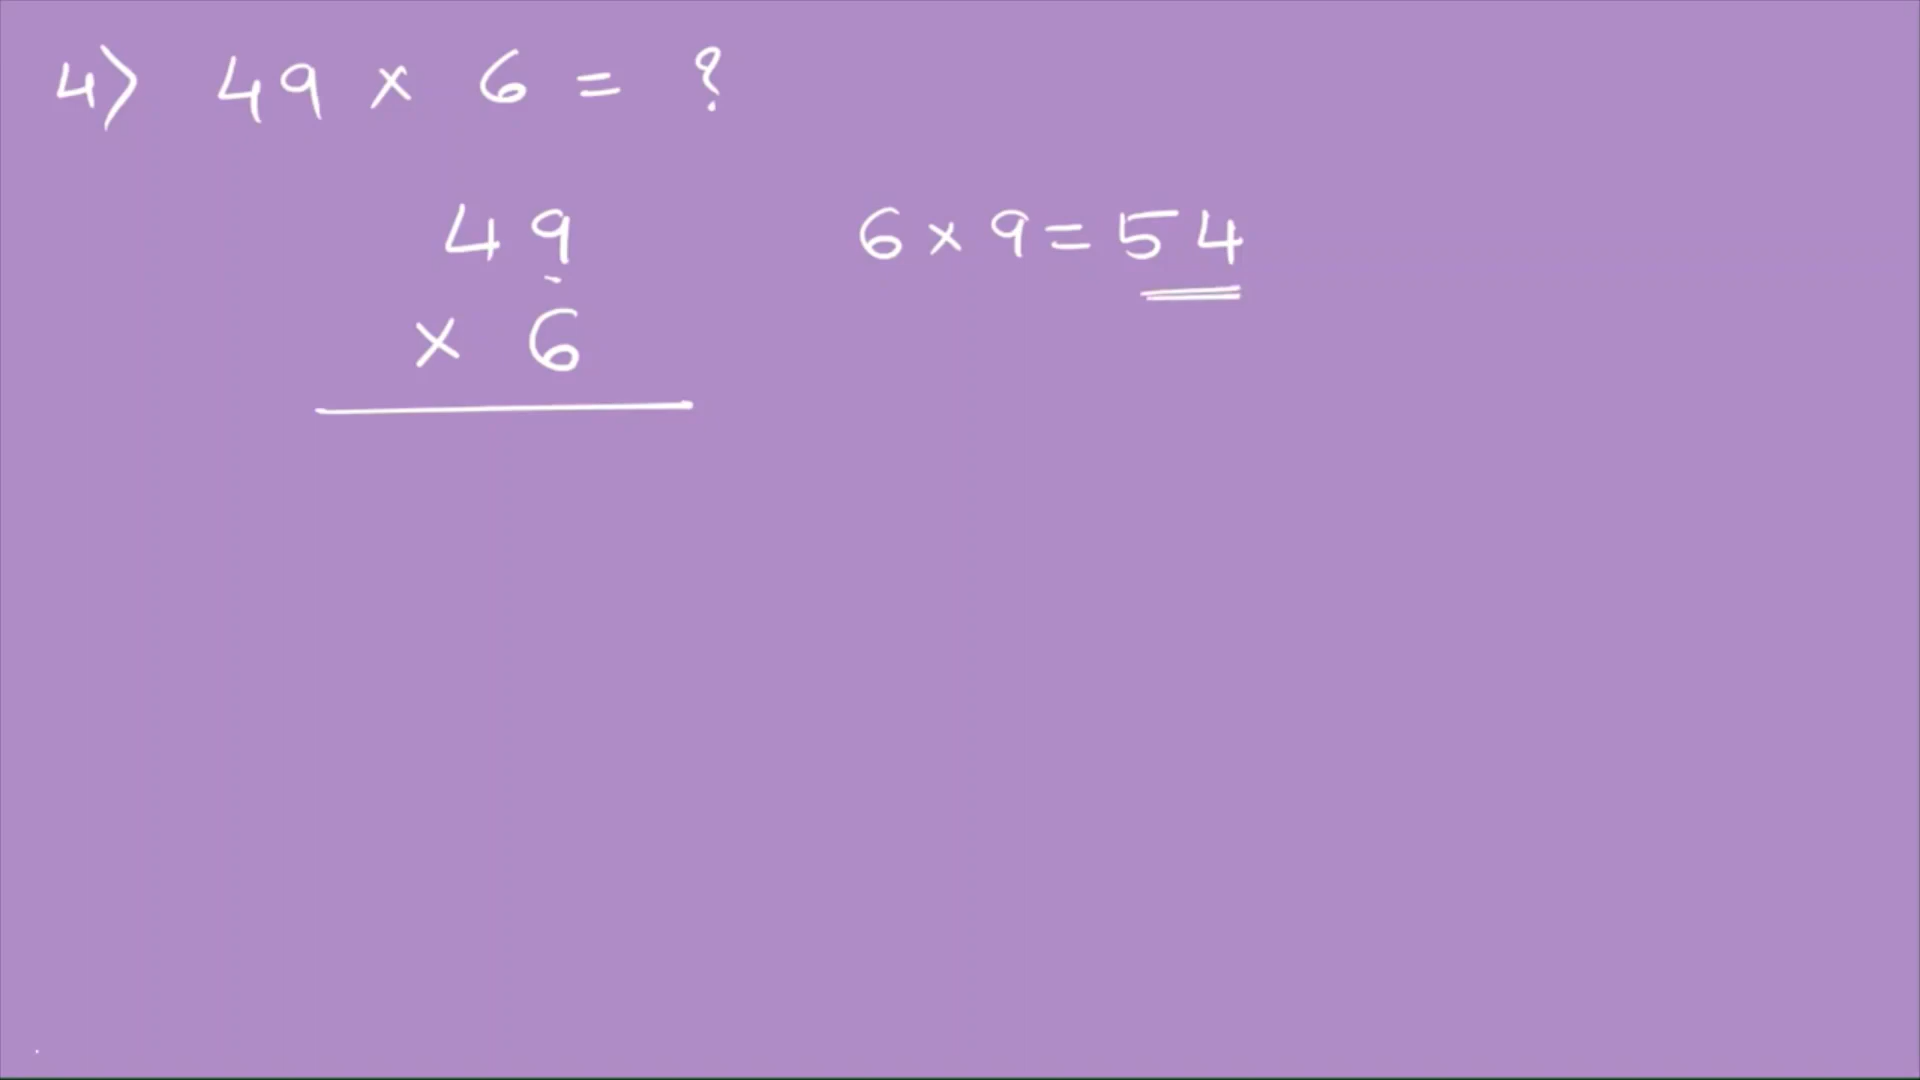 4) 49 x 6 = ?
49 6 x 9 = 54
x 6